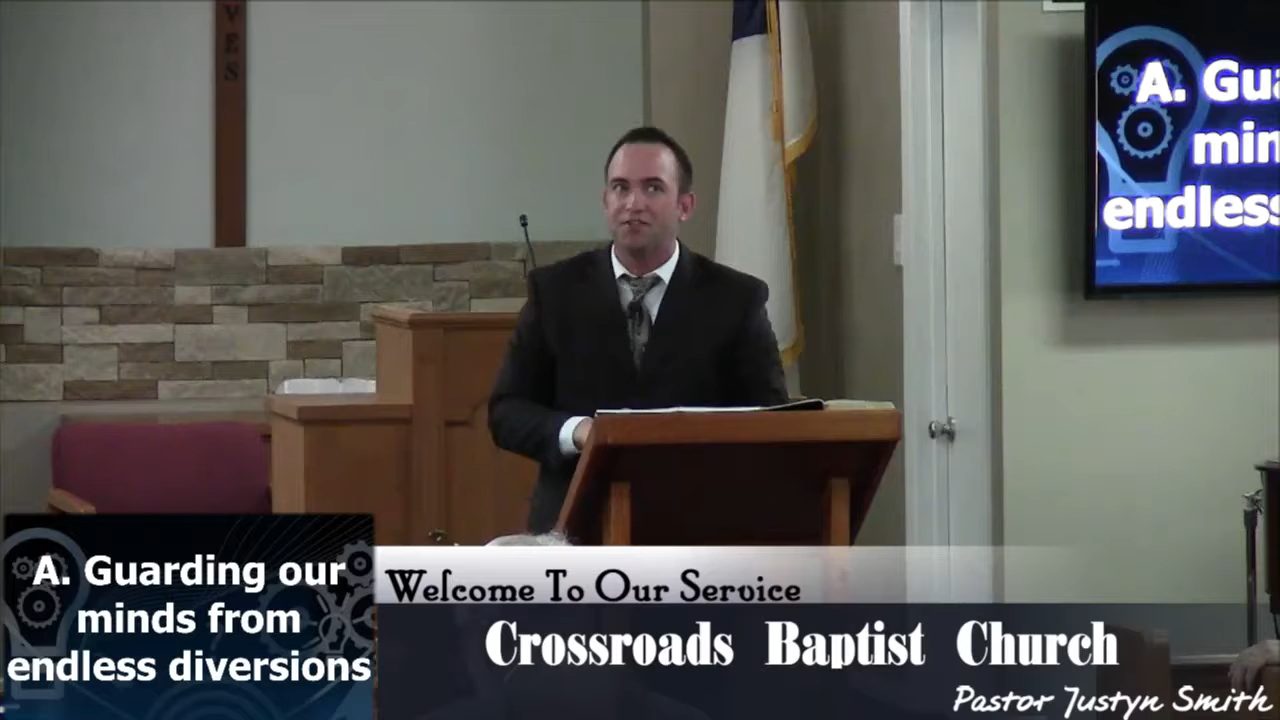 VES
A. Gua
min
endless
A. Guarding our
minds from
endless diversions
Welcome To Our Service
Crossroads Baptist Church
Pastor Justyn Smith